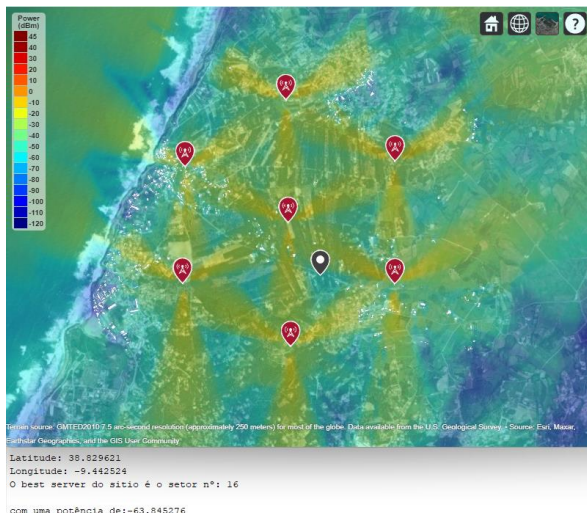 Power
(dBm)
45
40
30
20
10
0
-10
-20
-30
-40
-50
-60
-70
-80
-90
-100
-110
-120
?
Terrain source: GMTED2010 7.5 arc-second resolution (approximately 250 meters) for most of the globe. Data available from the U.S. Geological Survey. • Source: Esri, Maxar,
Earthstar Geographics, and the GIS User Community
Latitude: 38.829621
Longitude: -9.442524
O best server do sitio é o setor nº: 16
com uma potência de:-63.845276